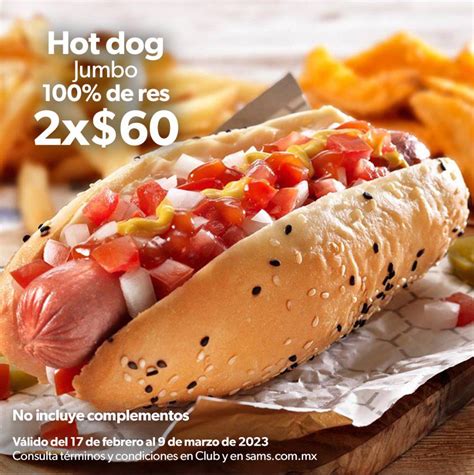 Hot dog
Jumbo
100% de res
2x$60
No incluye complementos
Válido del 17 de febrero al 9 de marzo de 2023
Consulta términos y condiciones en Club y en sams.com.mx